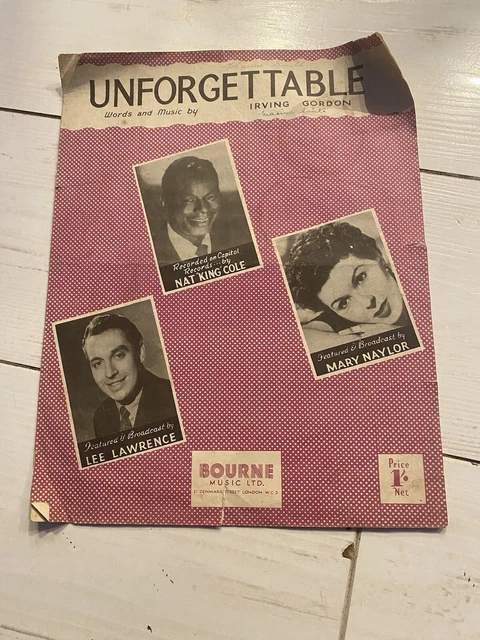 UNFORGETTABLE
Words and Music by IRVING GORDON
Recorded on Capitol
Records... by
NAT KING COLE
Featured & Broadcast by
MARY NAYLOR
Featured & Broadcast by
LEE LAWRENCE
BOURNE
MUSIC LTD.
DENMARK STREET LONDON W.C.2
Price
1/-
Net